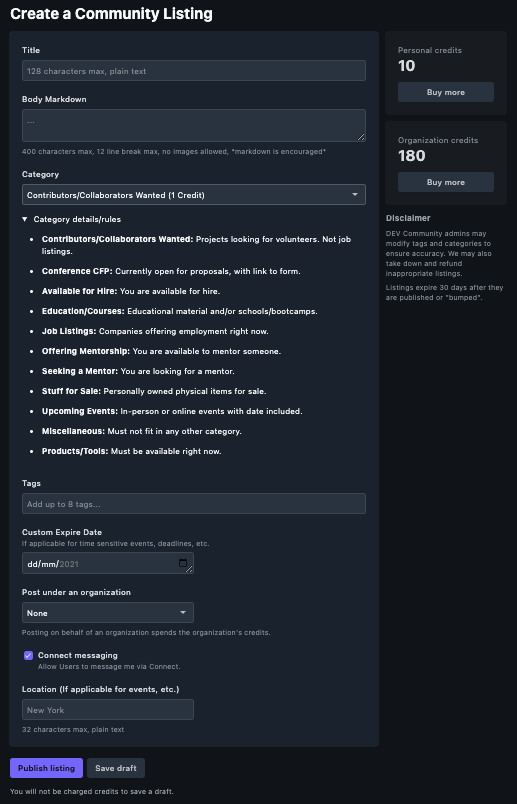 Create a Community Listing
Title
128 characters max, plain text
Body Markdown
...
400 characters max, 12 line break max, no images allowed, *markdown is encouraged*
Category
Contributors/Collaborators Wanted (1 Credit)
▼ Category details/rules
• Contributors/Collaborators Wanted: Projects looking for volunteers. Not job
listings.
• Conference CFP: Currently open for proposals, with link to form.
• Available for Hire: You are available for hire.
• Education/Courses: Educational material and/or schools/bootcamps.
• Job Listings: Companies offering employment right now.
• Offering Mentorship: You are available to mentor someone.
• Seeking a Mentor: You are looking for a mentor.
• Stuff for Sale: Personally owned physical items for sale.
• Upcoming Events: In-person or online events with date included.
• Miscellaneous: Must not fit in any other category.
• Products/Tools: Must be available right now.
Tags
Add up to 8 tags...
Custom Expire Date
If applicable for time sensitive events, deadlines, etc.
dd/mm/2021
Post under an organization
None
Posting on behalf of an organization spends the organization's credits.
Connect messaging
Allow Users to message me via Connect.
Location (If applicable for events, etc.)
New York
32 characters max, plain text
Publish listing
Save draft
You will not be charged credits to save a draft.
Personal credits
10
Buy more
Organization credits
180
Buy more
Disclaimer
DEV Community admins may
modify tags and categories to
ensure accuracy. We may also
take down and refund
inappropriate listings.
Listings expire 30 days after they
are published or "bumped".